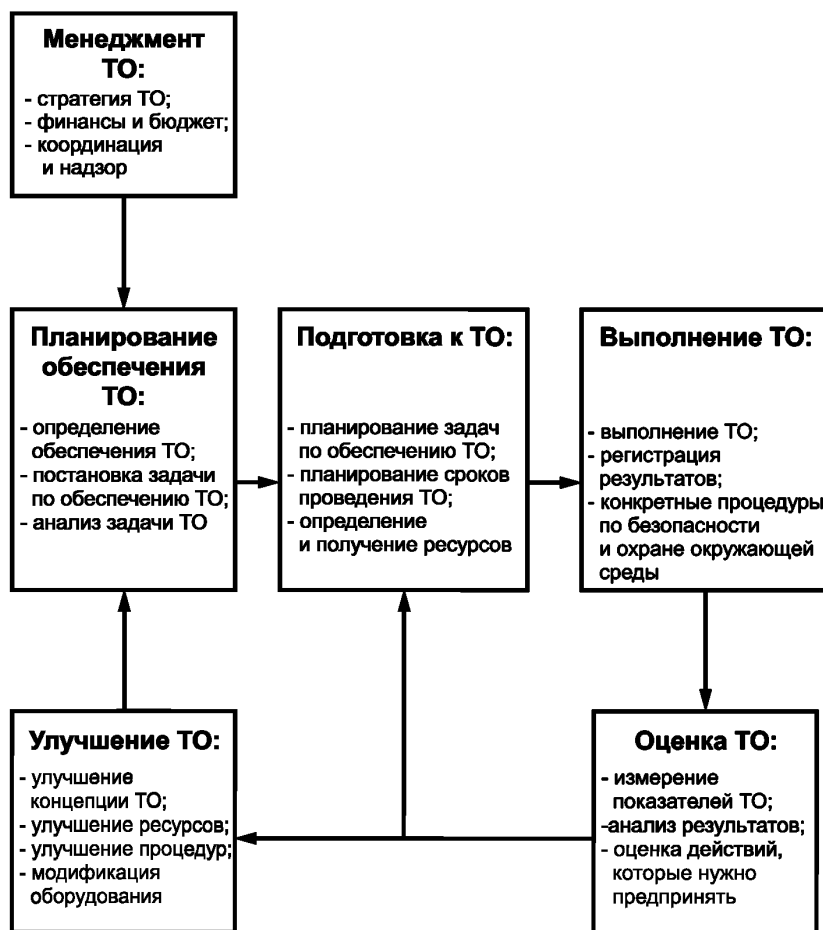 Менеджмент
ТО:
- стратегия ТО;
- финансы и бюджет;
- координация
и надзор
Планирование
обеспечения
ТО:
- определение
обеспечения ТО;
- постановка задачи
по обеспечению ТО;
- анализ задачи ТО
Подготовка к ТО:
- планирование задач
по обеспечению ТО;
- планирование сроков
проведения ТО;
- определение
и получение ресурсов
Выполнение ТО:
- выполнение ТО;
- регистрация
результатов;
- конкретные процедуры
по безопасности
и охране окружающей
среды
Улучшение ТО:
- улучшение
концепции ТО;
- улучшение ресурсов;
- улучшение процедур;
- модификация
оборудования
Оценка ТО:
- измерение
показателей ТО;
-анализ результатов;
- оценка действий,
которые нужно
предпринять